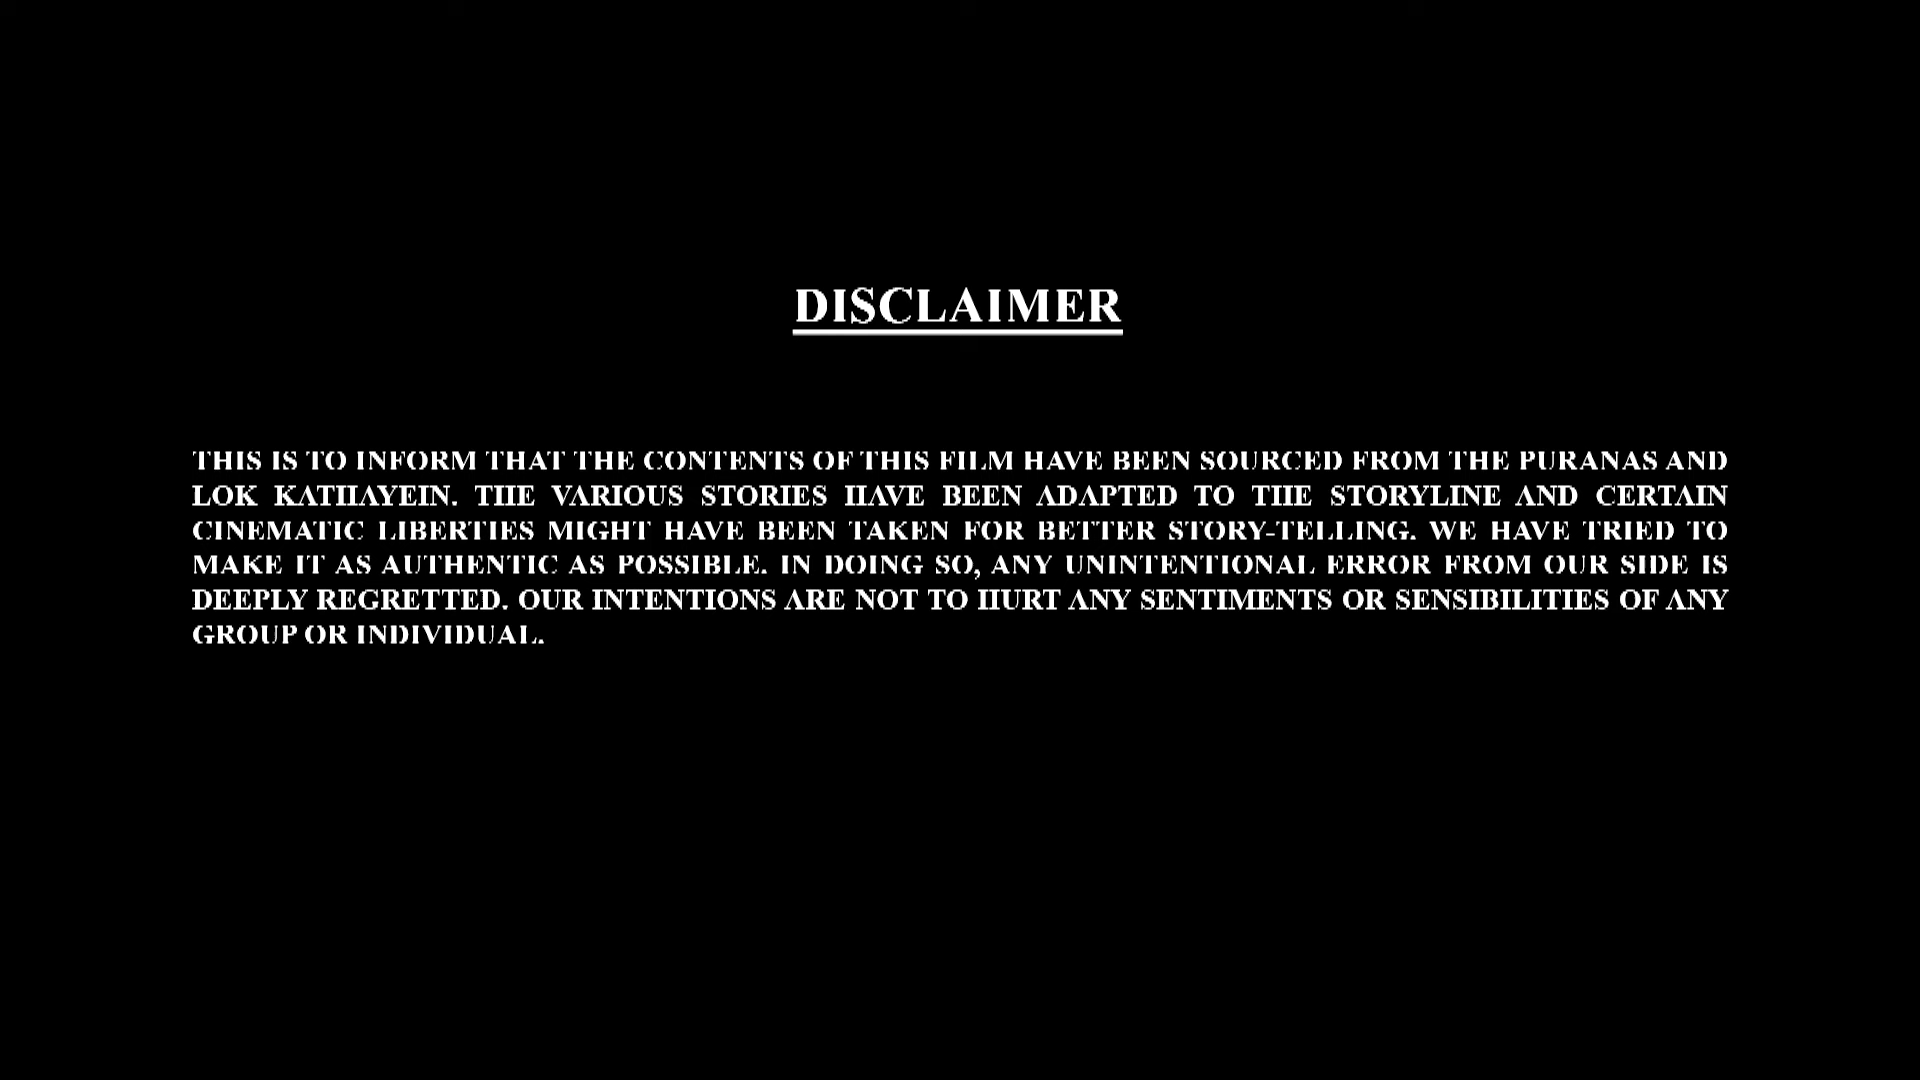 DISCLAIMER
THIS IS TO INFORM THAT THE CONTENTS OF THIS FILM HAVE BEEN SOURCED FROM THE PURANAS AND
LOK KATHAYEIN. THE VARIOUS STORIES HAVE BEEN ADAPTED TO THE STORYLINE AND CERTAIN
CINEMATIC LIBERTIES MIGHT HAVE BEEN TAKEN FOR BETTER STORY-TELLING. WE HAVE TRIED TO
MAKE IT AS AUTHENTIC AS POSSIBLE. IN DOING SO, ANY UNINTENTIONAL ERROR FROM OUR SIDE IS
DEEPLY REGRETTED. OUR INTENTIONS ARE NOT TO HURT ANY SENTIMENTS OR SENSIBILITIES OF ANY
GROUP OR INDIVIDUAL.